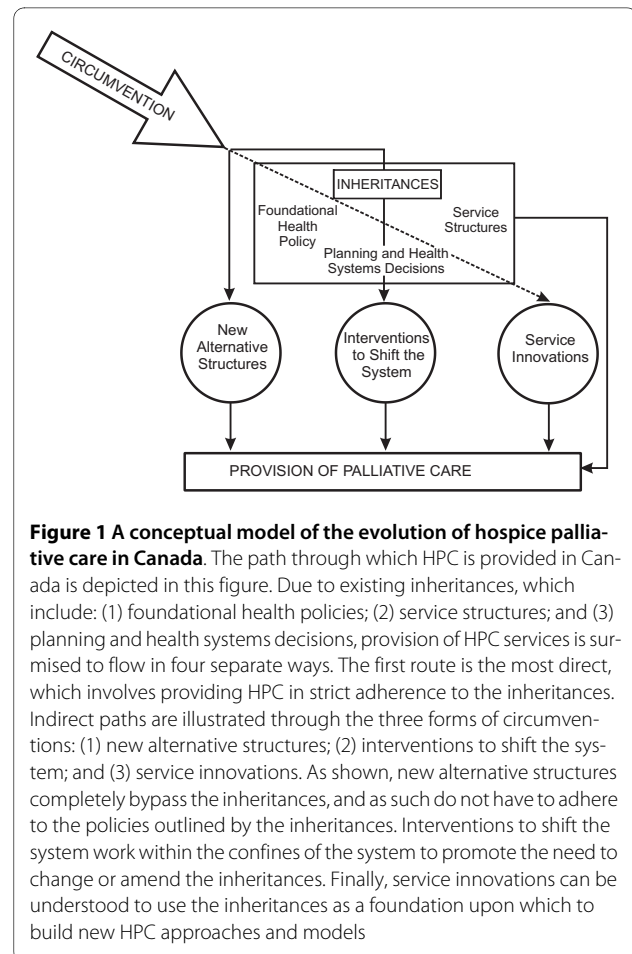 CIRCUMVENTION
INHERITANCES
Foundational
Health
Policy
Service
Structures
Planning and Health
Systems Decisions
New
Alternative
Structures
Interventions
to Shift the
System
Service
Innovations
PROVISION OF PALLIATIVE CARE
Figure 1 A conceptual model of the evolution of hospice pallia-
tive care in Canada. The path through which HPC is provided in Can-
ada is depicted in this figure. Due to existing inheritances, which
include: (1) foundational health policies; (2) service structures; and (3)
planning and health systems decisions, provision of HPC services is sur-
mised to flow in four separate ways. The first route is the most direct,
which involves providing HPC in strict adherence to the inheritances.
Indirect paths are illustrated through the three forms of circumven-
tions: (1) new alternative structures; (2) interventions to shift the sys-
tem; and (3) service innovations. As shown, new alternative structures
completely bypass the inheritances, and as such do not have to adhere
to the policies outlined by the inheritances. Interventions to shift the
system work within the confines of the system to promote the need to
change or amend the inheritances. Finally, service innovations can be
understood to use the inheritances as a foundation upon which to
build new HPC approaches and models